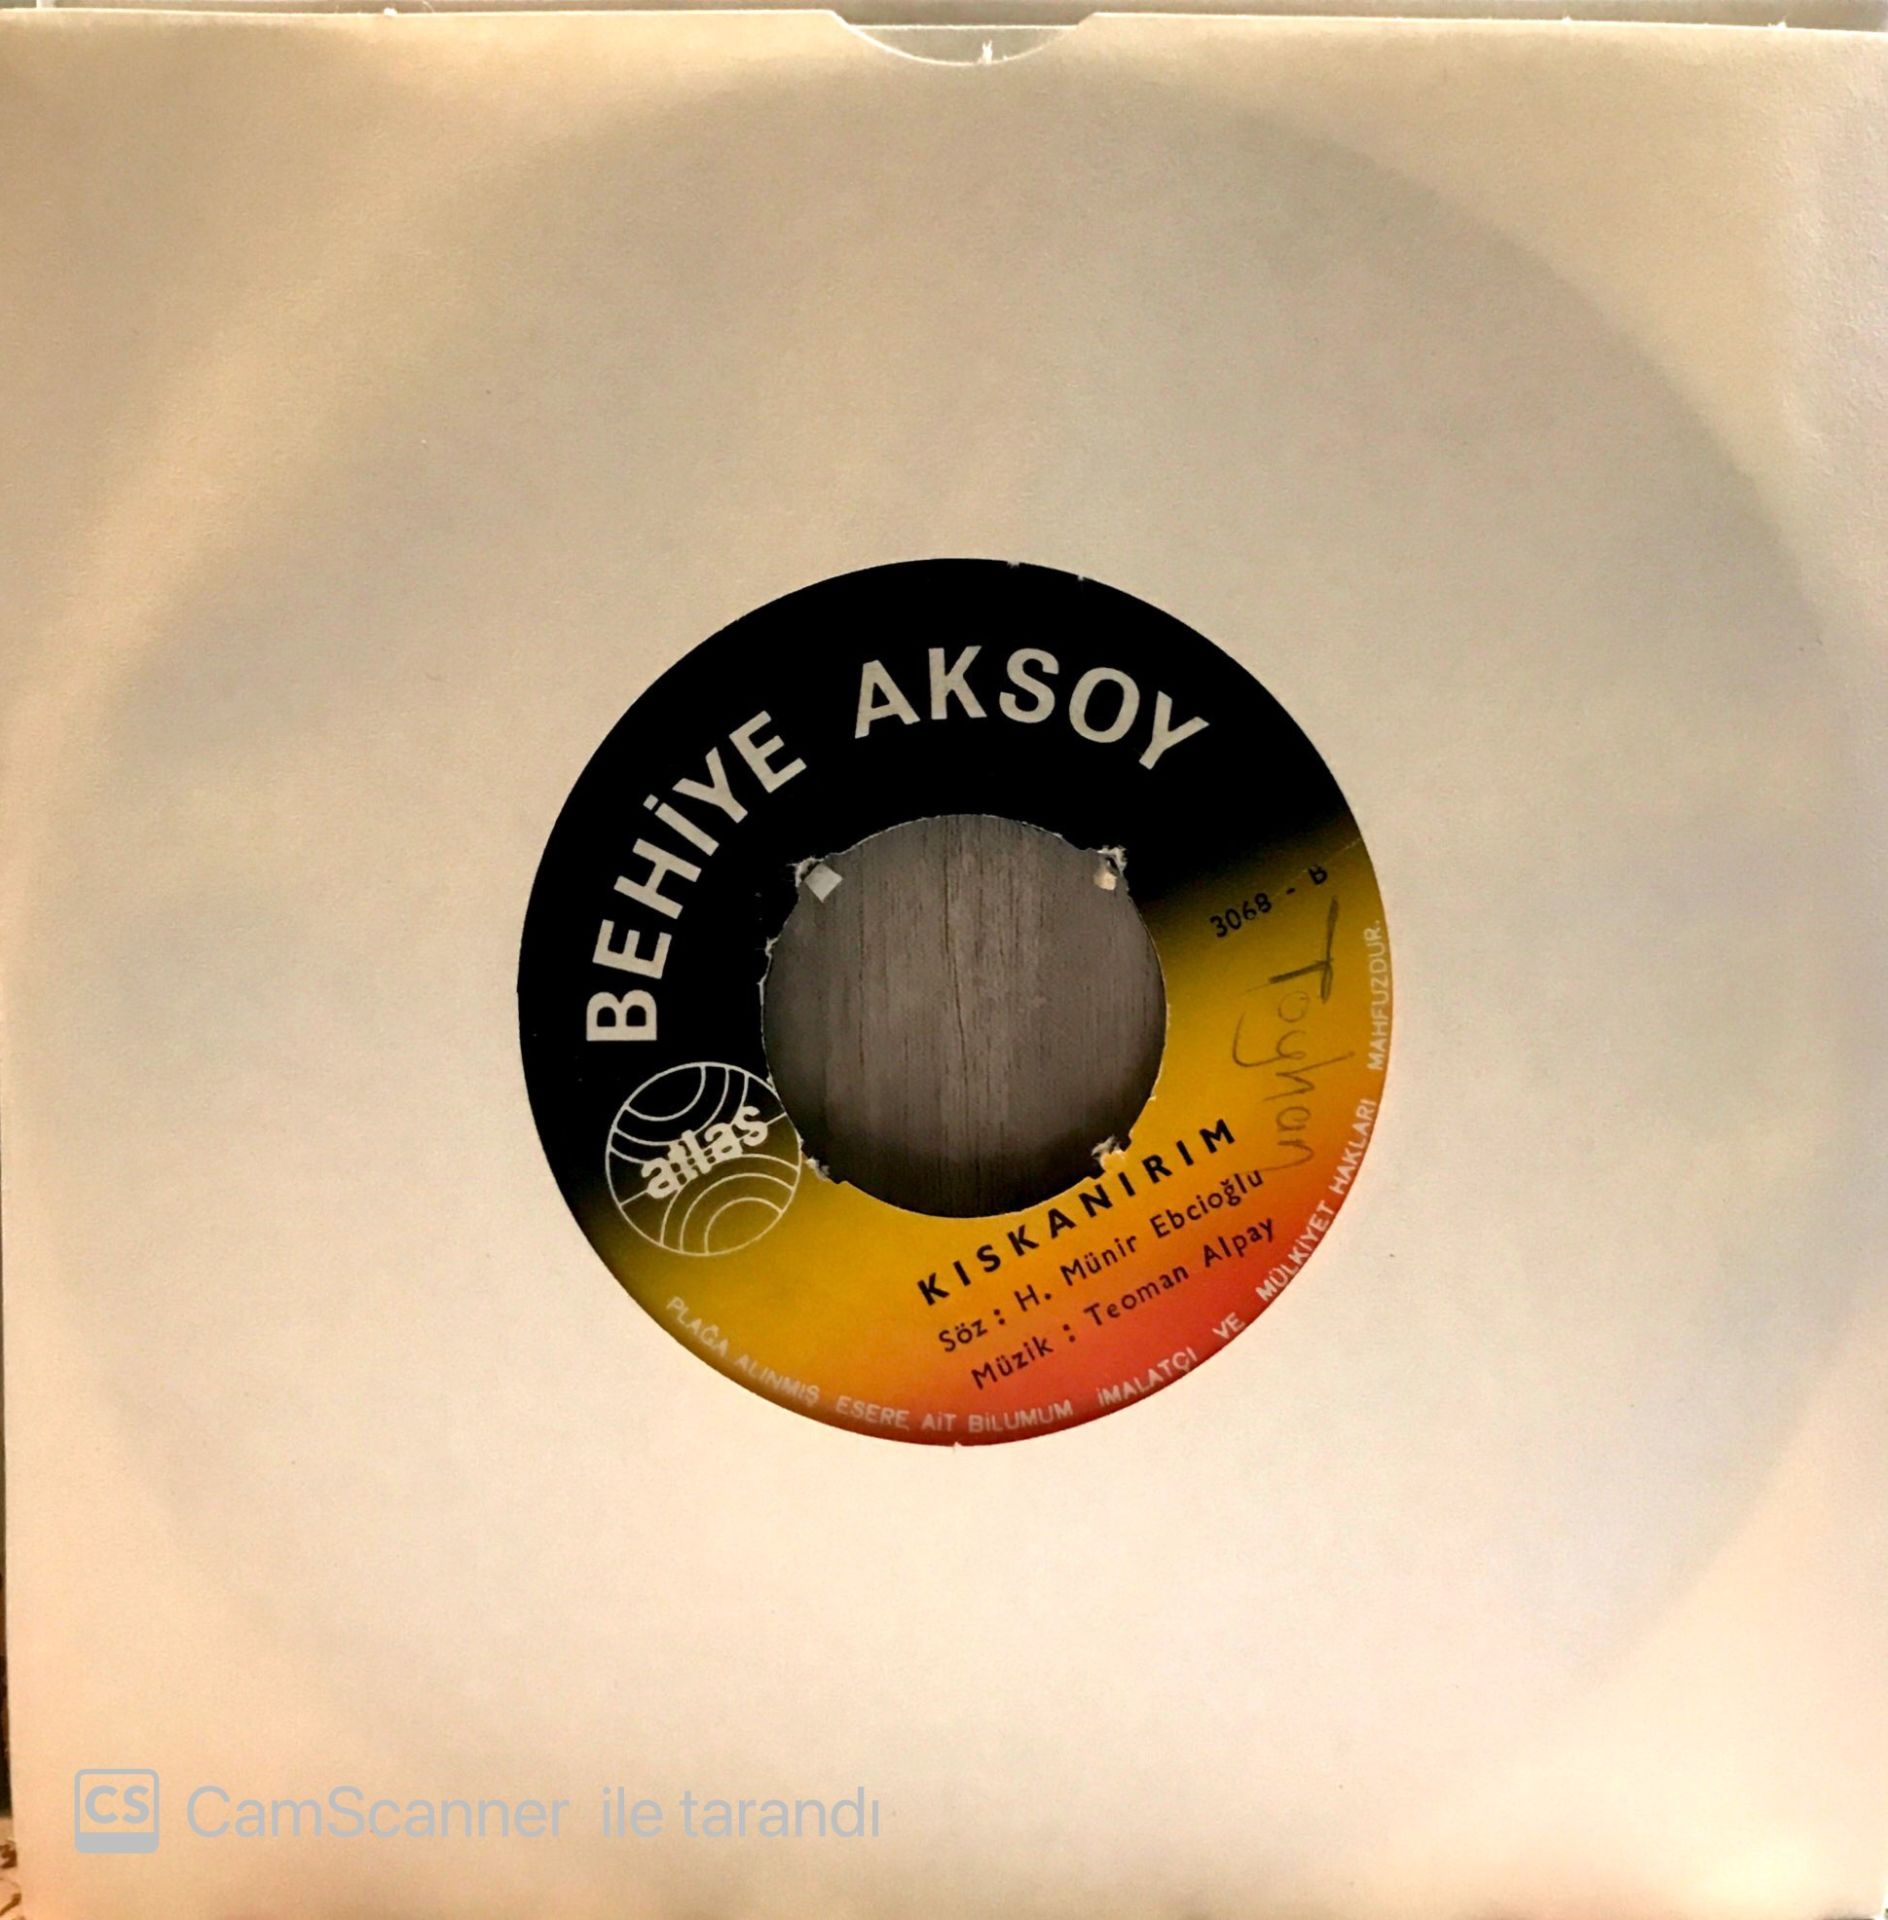 BEHİYE AKSOY
3068 - B
Tayhan
atlas
KISKANIRIM
Söz : H. Münir Ebcioğlu
Müzik : Teoman Alpay
PLAĞA ALINMIŞ ESERE AİT BİLUMUM İMALATÇI VE MÜLKİYET HAKLARI MAHFUZDUR.
CS CamScanner ile tarandı